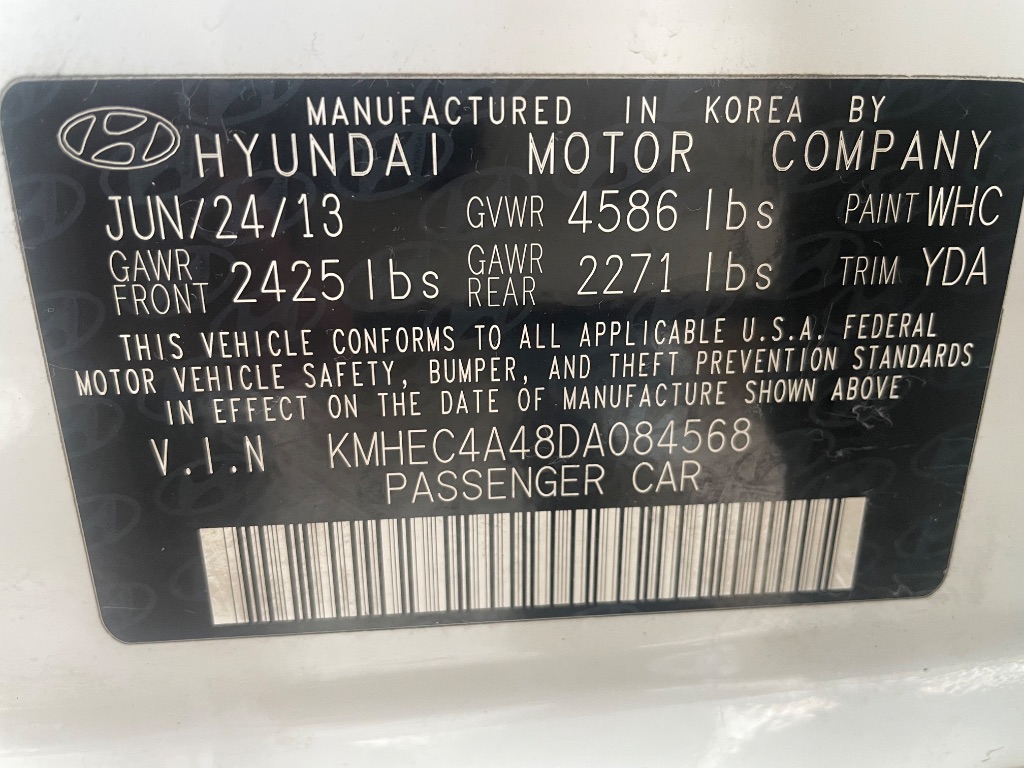 MANUFACTURED IN KOREA BY
HYUNDAI MOTOR COMPANY
JUN/24/13 GVWR 4586 lbs PAINT WHC
GAWR FRONT 2425 lbs GAWR REAR 2271 lbs TRIM YDA
THIS VEHICLE CONFORMS TO ALL APPLICABLE U.S.A. FEDERAL
MOTOR VEHICLE SAFETY, BUMPER, AND THEFT PREVENTION STANDARDS
IN EFFECT ON THE DATE OF MANUFACTURE SHOWN ABOVE
V.I.N KMHEC4A48DA084568
PASSENGER CAR